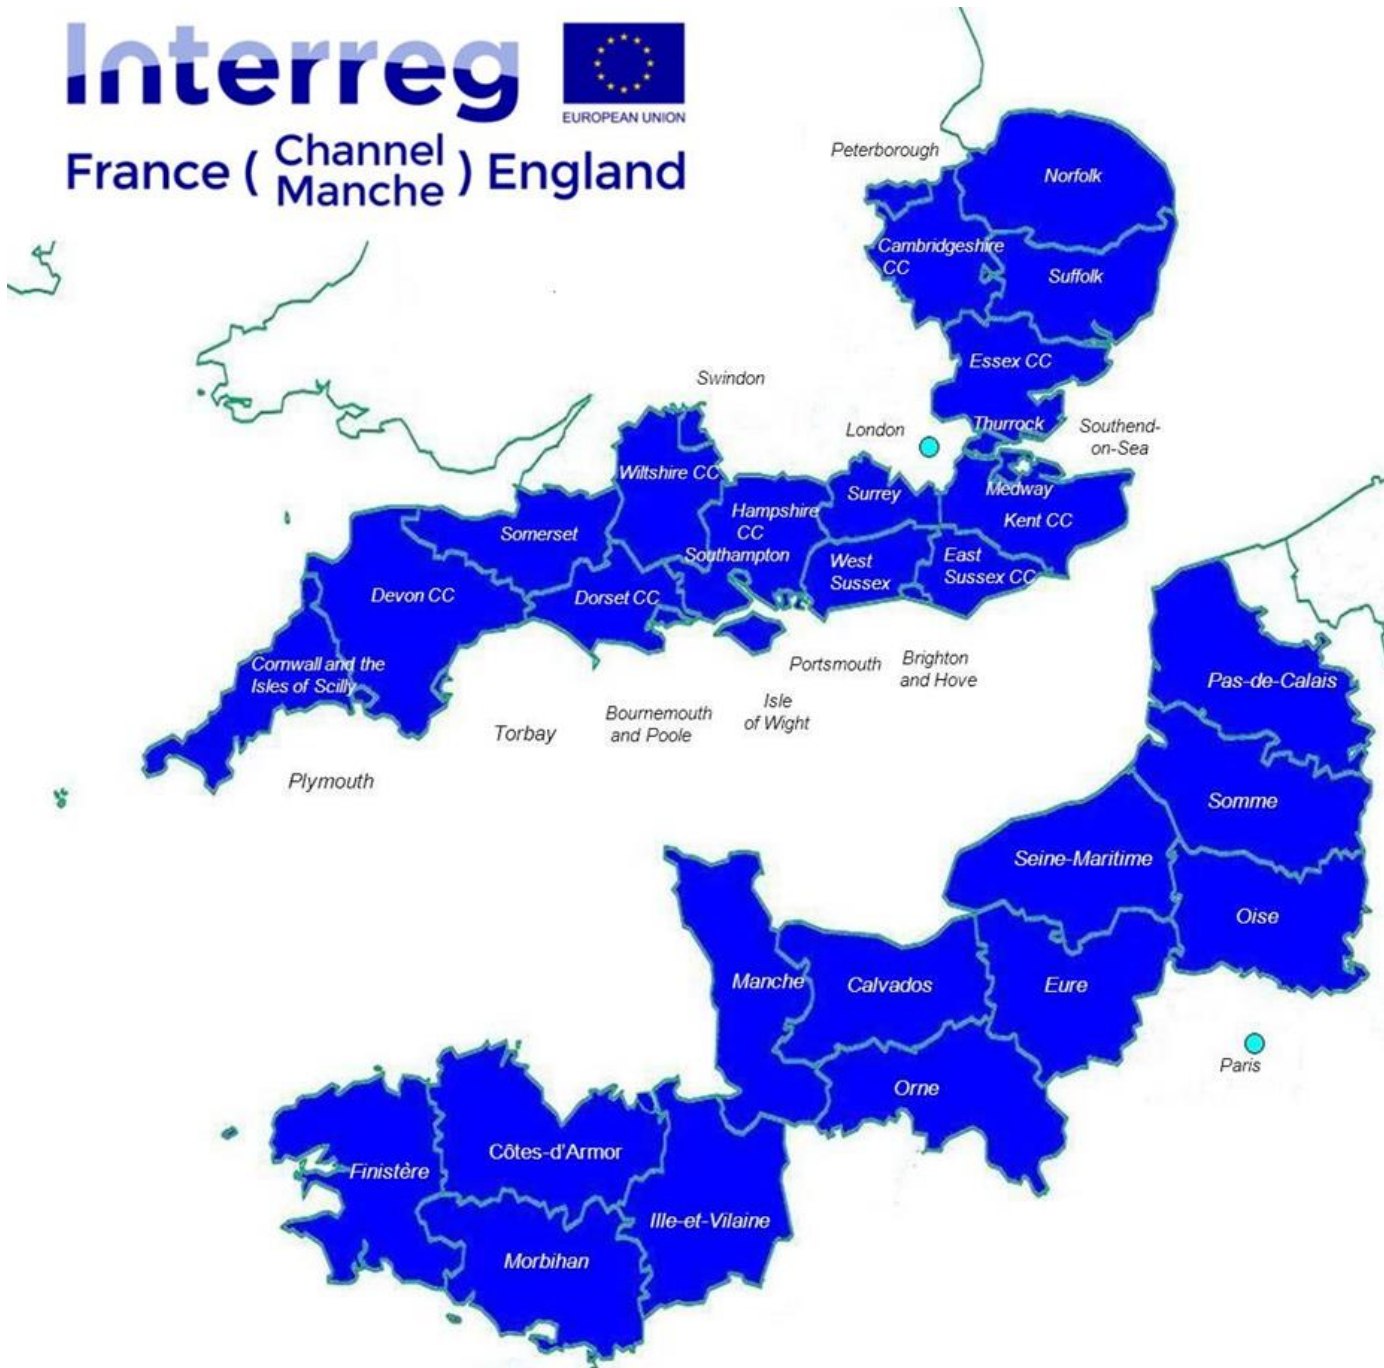 Interreg
EUROPEAN UNION
France ( Channel Manche ) England
Peterborough
Norfolk
Cambridgeshire
CC
Suffolk
Essex CC
Swindon
London
Thurrock
Southend-
on-Sea
Wiltshire CC
Surrey
Medway
Hampshire
CC
Kent CC
Somerset
Southampton
West
Sussex
East
Sussex CC
Devon CC
Dorset CC
Cornwall and the
Isles of Scilly
Portsmouth
Brighton
and Hove
Isle
of Wight
Bournemouth
and Poole
Torbay
Plymouth
Pas-de-Calais
Somme
Seine-Maritime
Oise
Manche
Calvados
Eure
Paris
Orne
Côtes-d'Armor
Finistère
Ille-et-Vilaine
Morbihan